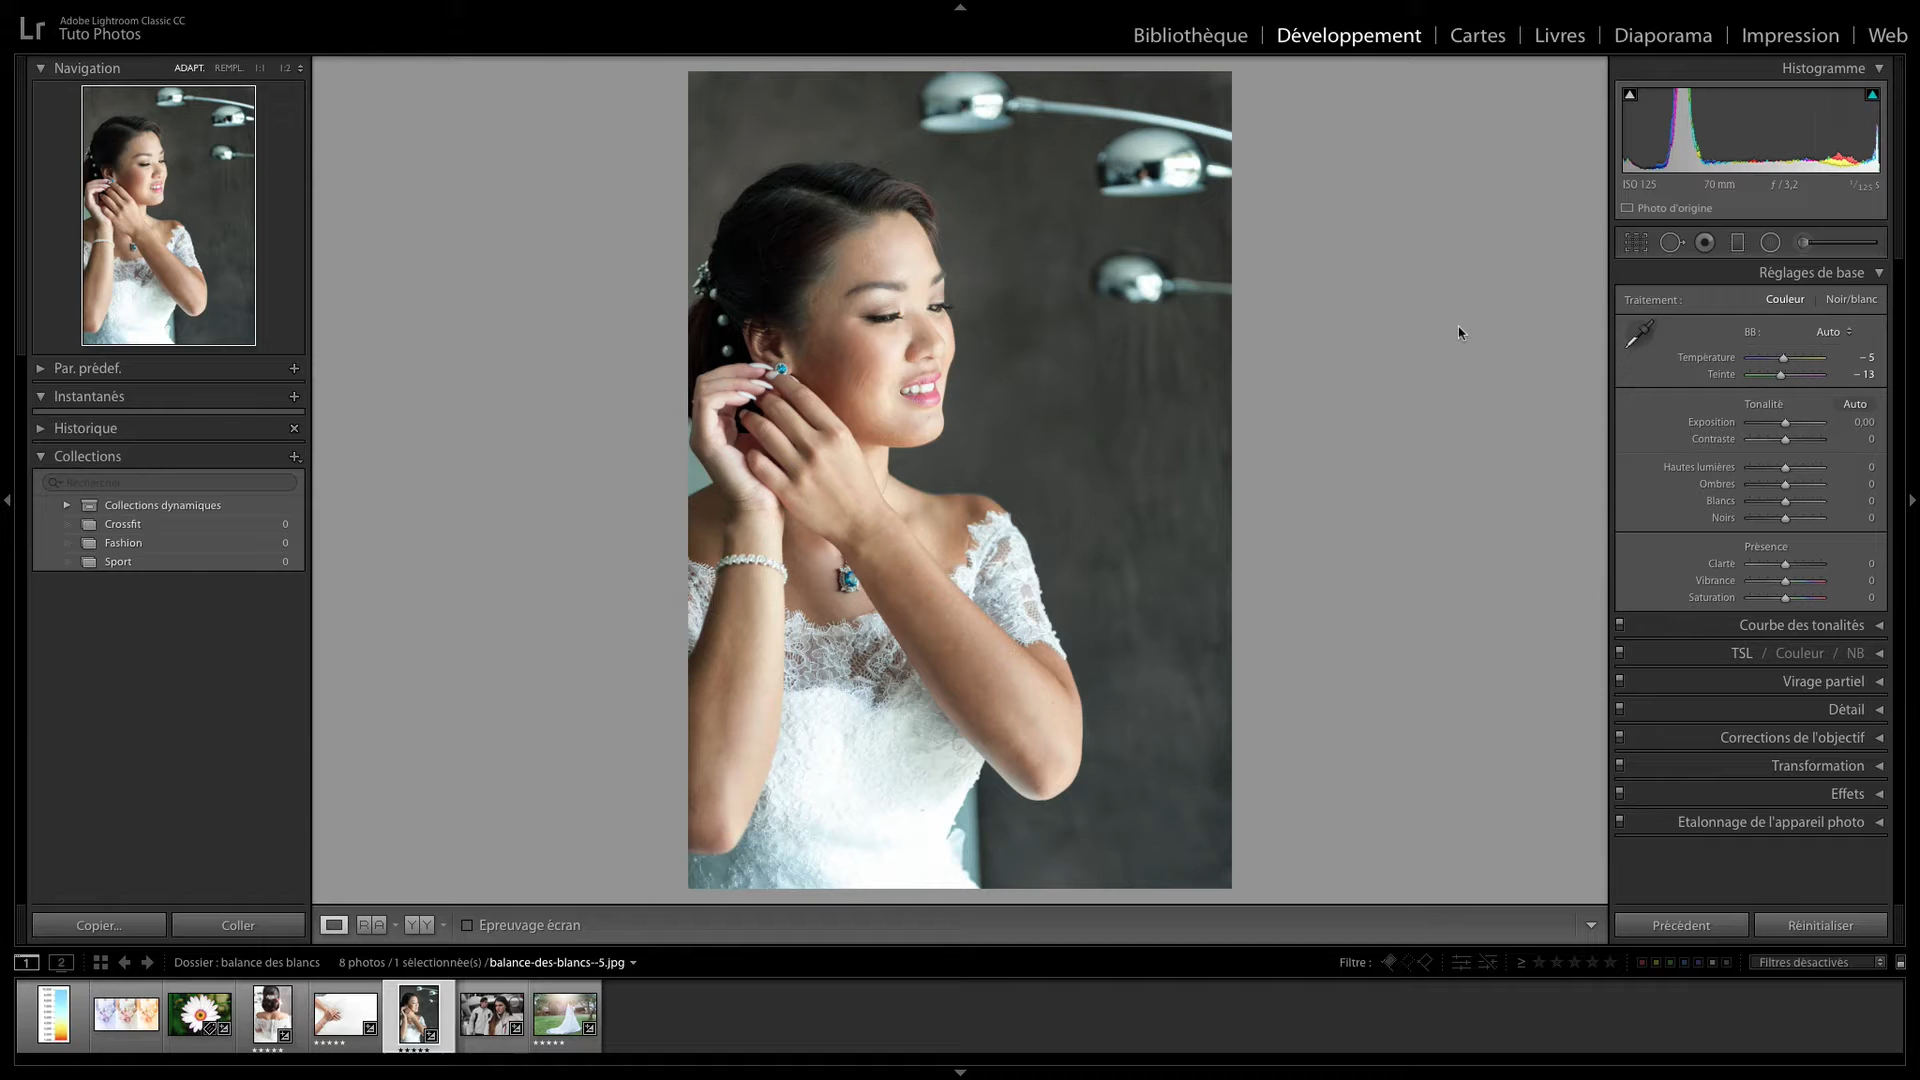 Lr Adobe Lightroom Classic CC
Tuto Photos
Bibliothèque | Développement | Cartes | Livres | Diaporama | Impression | Web
Navigation ADAPT. REMPL. 1:1 1:2
Par. prédef.
Instantanés
Historique
Collections
Rechercher
Collections dynamiques
Crossfit 0
Fashion 0
Sport 0
Copier... Coller
R A Y Y Epreuvage écran
Histogramme
ISO 125 70 mm ƒ / 3,2 1/125 s
Photo d'origine
Réglages de base
Traitement : Couleur | Noir/blanc
BB : Auto
Température – 5
Teinte – 13
Tonalité Auto
Exposition 0,00
Contraste 0
Hautes lumières 0
Ombres 0
Blancs 0
Noirs 0
Présence
Clarté 0
Vibrance 0
Saturation 0
Courbe des tonalités
TSL / Couleur / NB
Virage partiel
Détail
Corrections de l'objectif
Transformation
Effets
Etalonnage de l'appareil photo
Précédent Réinitialiser
1 2 Dossier : balance des blancs 8 photos / 1 sélectionnée(s) / balance-des-blancs--5.jpg Filtre : ≥ Filtres désactivés